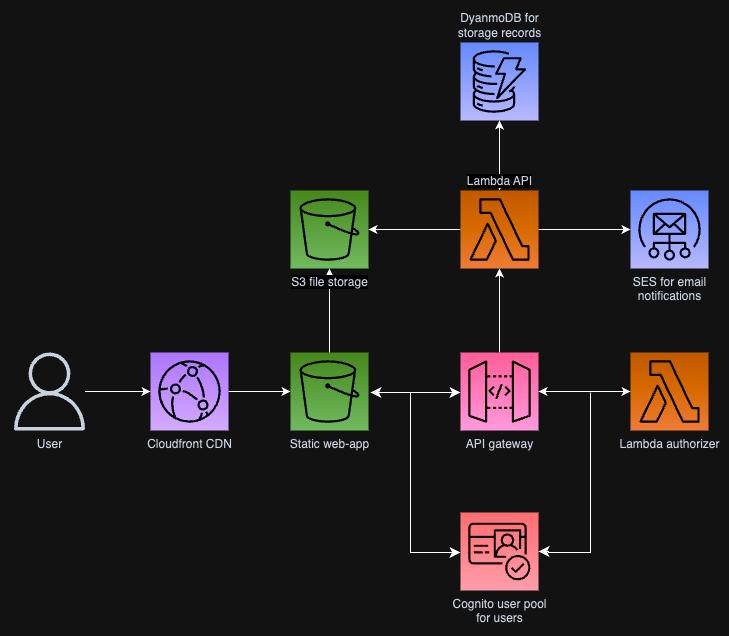 DyanmoDB for
storage records
Lambda API
S3 file storage
SES for email
notifications
</>
User
Cloudfront CDN
Static web-app
API gateway
Lambda authorizer
Cognito user pool
for users